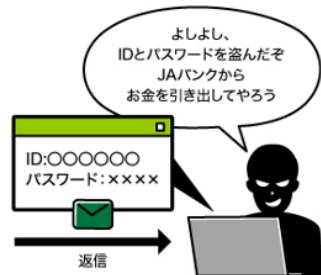 よしよし、
IDとパスワードを盗んだぞ
JAバンクから
お金を引き出してやろう
ID:○○○○○○
パスワード:××××
返信